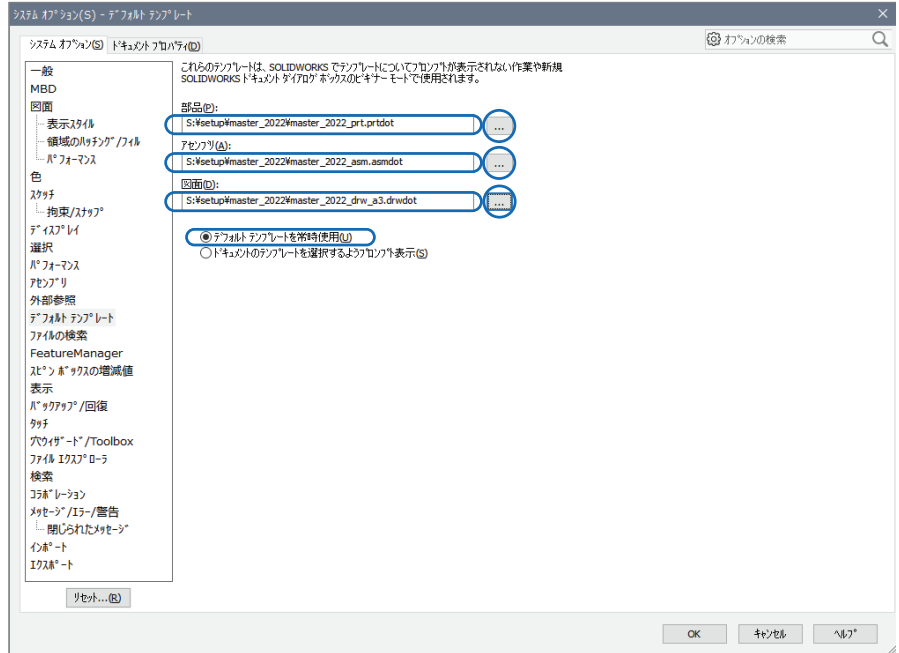 システム オプション(S) - デフォルト テンプレート
システム オプション(S) ドキュメント プロパティ(D)
オプションの検索
一般
MBD
図面
表示スタイル
領域のハッチング/フィル
パフォーマンス
色
スケッチ
拘束/スナップ
ディスプレイ
選択
パフォーマンス
アセンブリ
外部参照
デフォルト テンプレート
ファイルの検索
FeatureManager
スピン ボックスの増減値
表示
バックアップ/回復
タッチ
穴ウィザード/Toolbox
ファイル エクスプローラ
検索
コラボレーション
メッセージ/エラー/警告
閉じられたメッセージ
インポート
エクスポート
リセット...(R)
これらのテンプレートは、SOLIDWORKS でテンプレートについてプロンプトが表示されない作業や新規
SOLIDWORKS ドキュメント ダイアログ ボックスのビギナー モードで使用されます。
部品(P):
S:¥setup¥master_2022¥master_2022_prt.prtdot
...
アセンブリ(A):
S:¥setup¥master_2022¥master_2022_asm.asmdot
...
図面(D):
S:¥setup¥master_2022¥master_2022_drw_a3.drwdot
...
デフォルト テンプレートを常時使用(U)
ドキュメントのテンプレートを選択するようプロンプト表示(S)
OK キャンセル ヘルプ